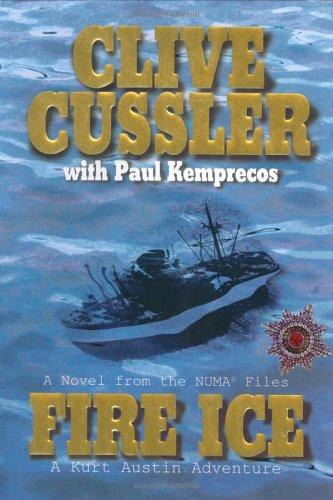 CLIVE
CUSSLER
with Paul Kemprecos
A Novel from the NUMA® Files
FIRE ICE
A Kurt Austin Adventure